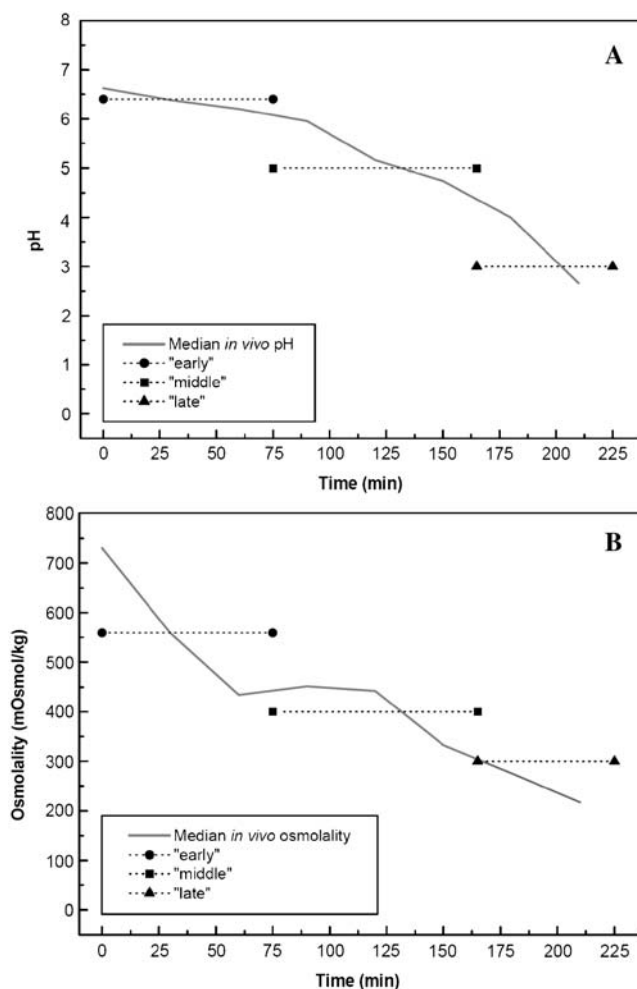 A
8
7
6
5
4
3
2
1
0
pH
Median in vivo pH
"early"
"middle"
"late"
0 25 50 75 100 125 150 175 200 225
Time (min)
B
800
700
600
500
400
300
200
100
0
Osmolality (mOsmol/kg)
Median in vivo osmolality
"early"
"middle"
"late"
0 25 50 75 100 125 150 175 200 225
Time (min)